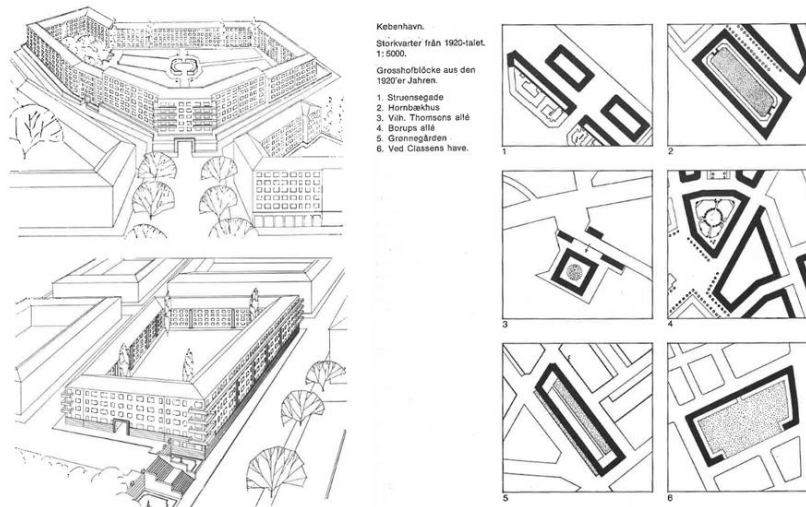 København.
Storkvarter från 1920-talet.
1:5000.
Grosshofblöcke aus den
1920'er Jahren.
1. Struensegade
2. Hornbækhus
3. Vilh. Thomsens allé
4. Borups allé
5. Grønnegården
6. Ved Classens have.
1
2
3
4
5
6